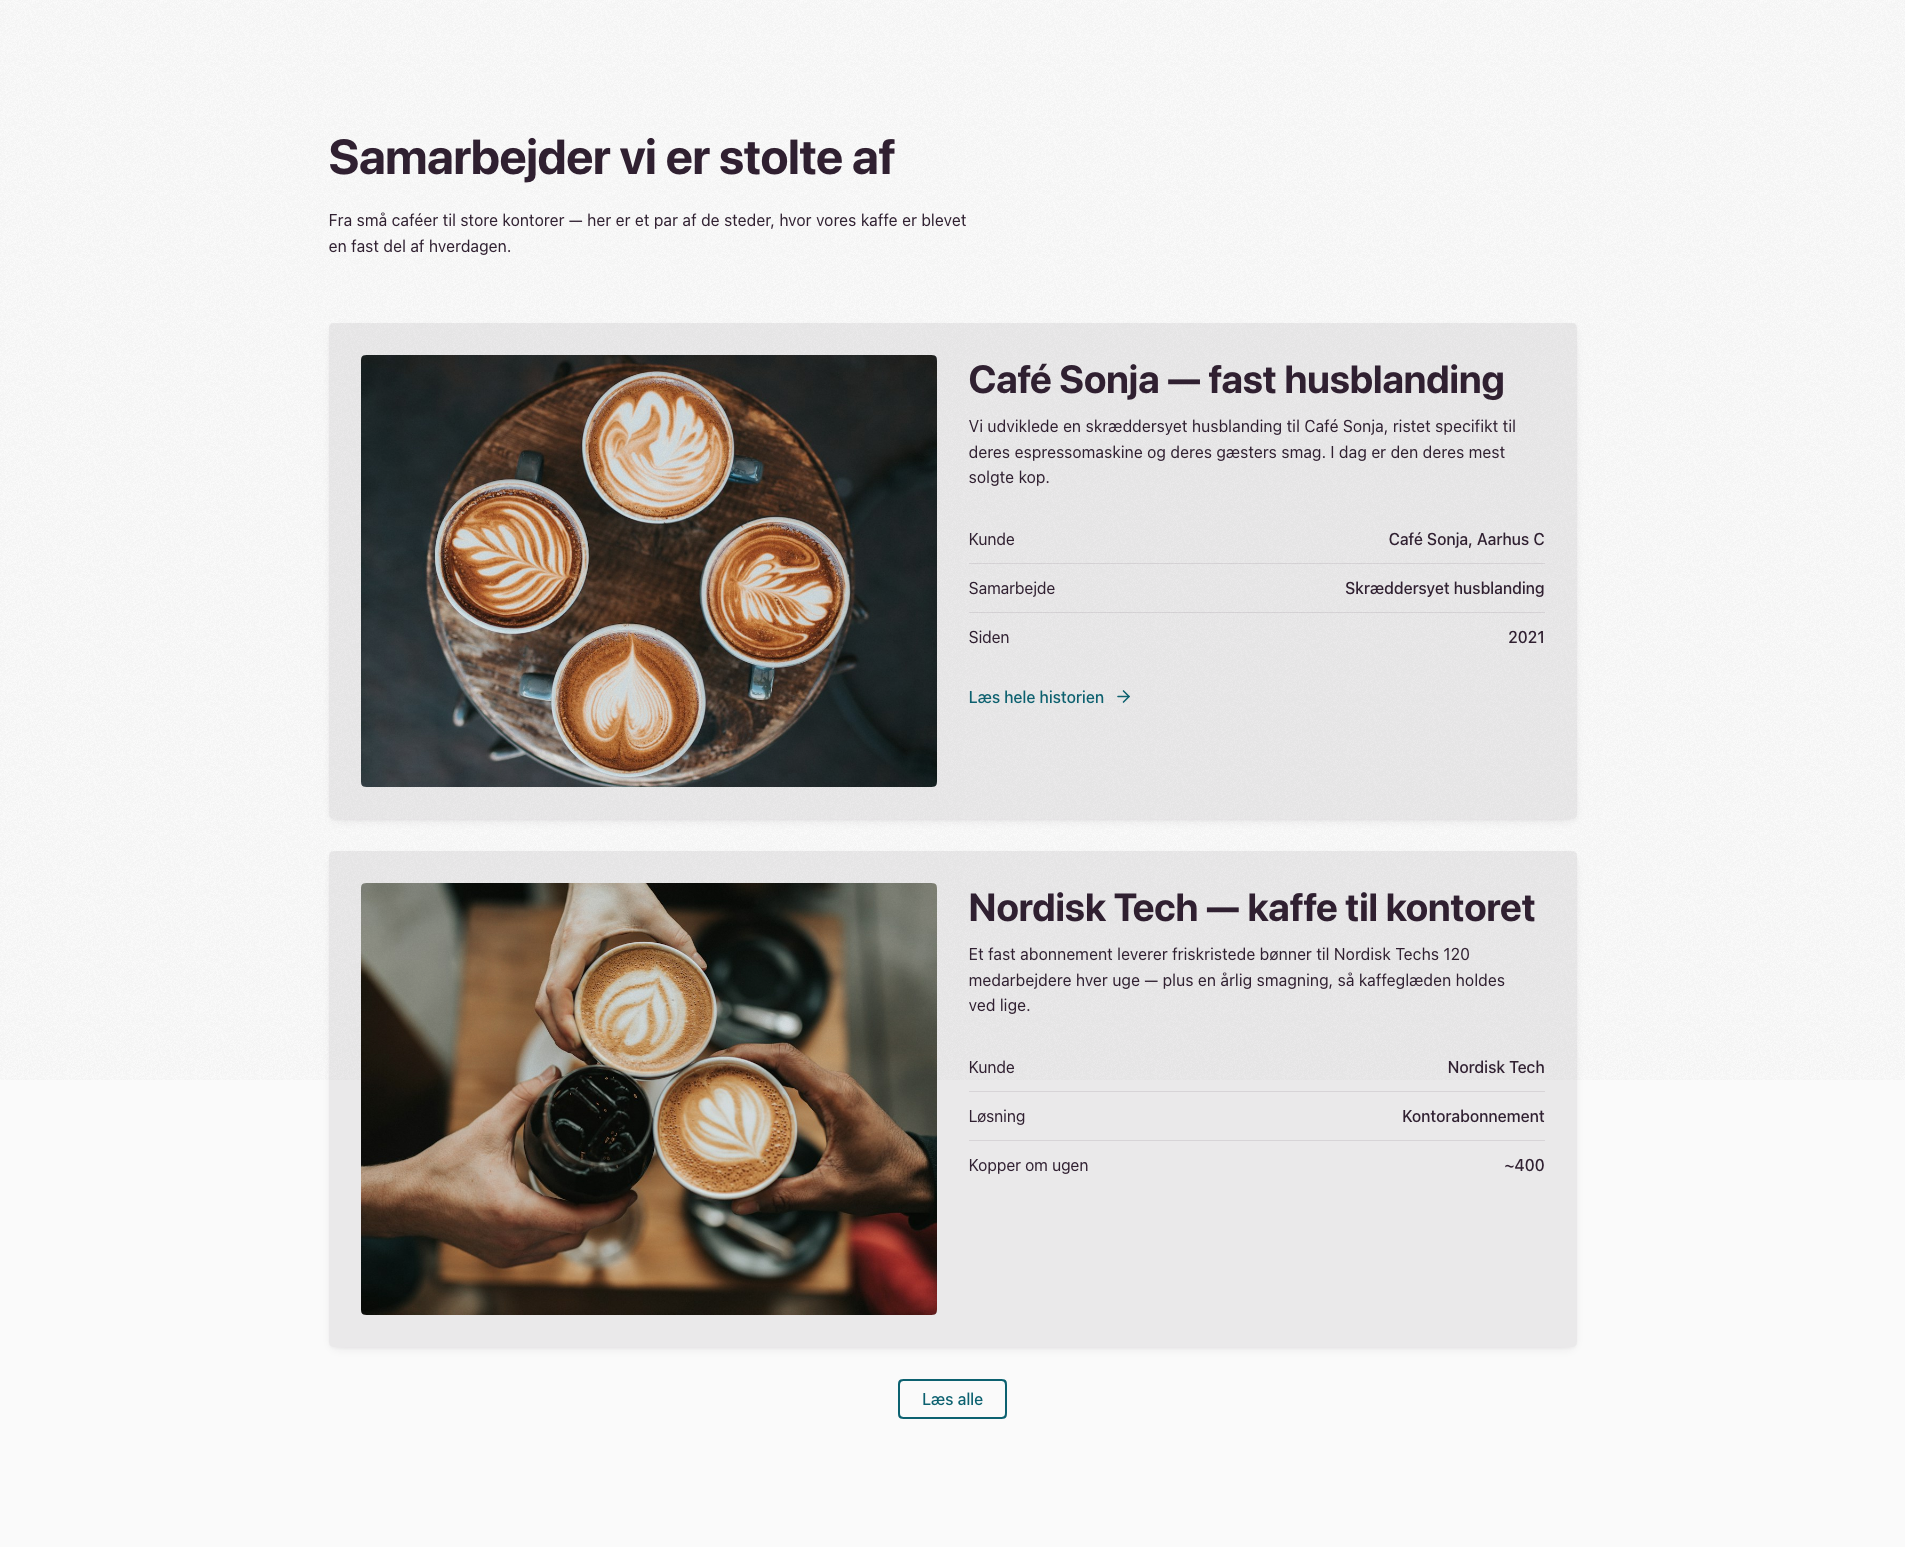 Samarbejder vi er stolte af
Fra små caféer til store kontorer — her er et par af de steder, hvor vores kaffe er blevet
en fast del af hverdagen.
Café Sonja — fast husblanding
Vi udviklede en skræddersyet husblanding til Café Sonja, ristet specifikt til
deres espressomaskine og deres gæsters smag. I dag er den deres mest
solgte kop.
Kunde Café Sonja, Aarhus C
Samarbejde Skræddersyet husblanding
Siden 2021
Læs hele historien →
Nordisk Tech — kaffe til kontoret
Et fast abonnement leverer friskristede bønner til Nordisk Techs 120
medarbejdere hver uge — plus en årlig smagning, så kaffeglæden holdes
ved lige.
Kunde Nordisk Tech
Løsning Kontorabonnement
Kopper om ugen ~400
Læs alle